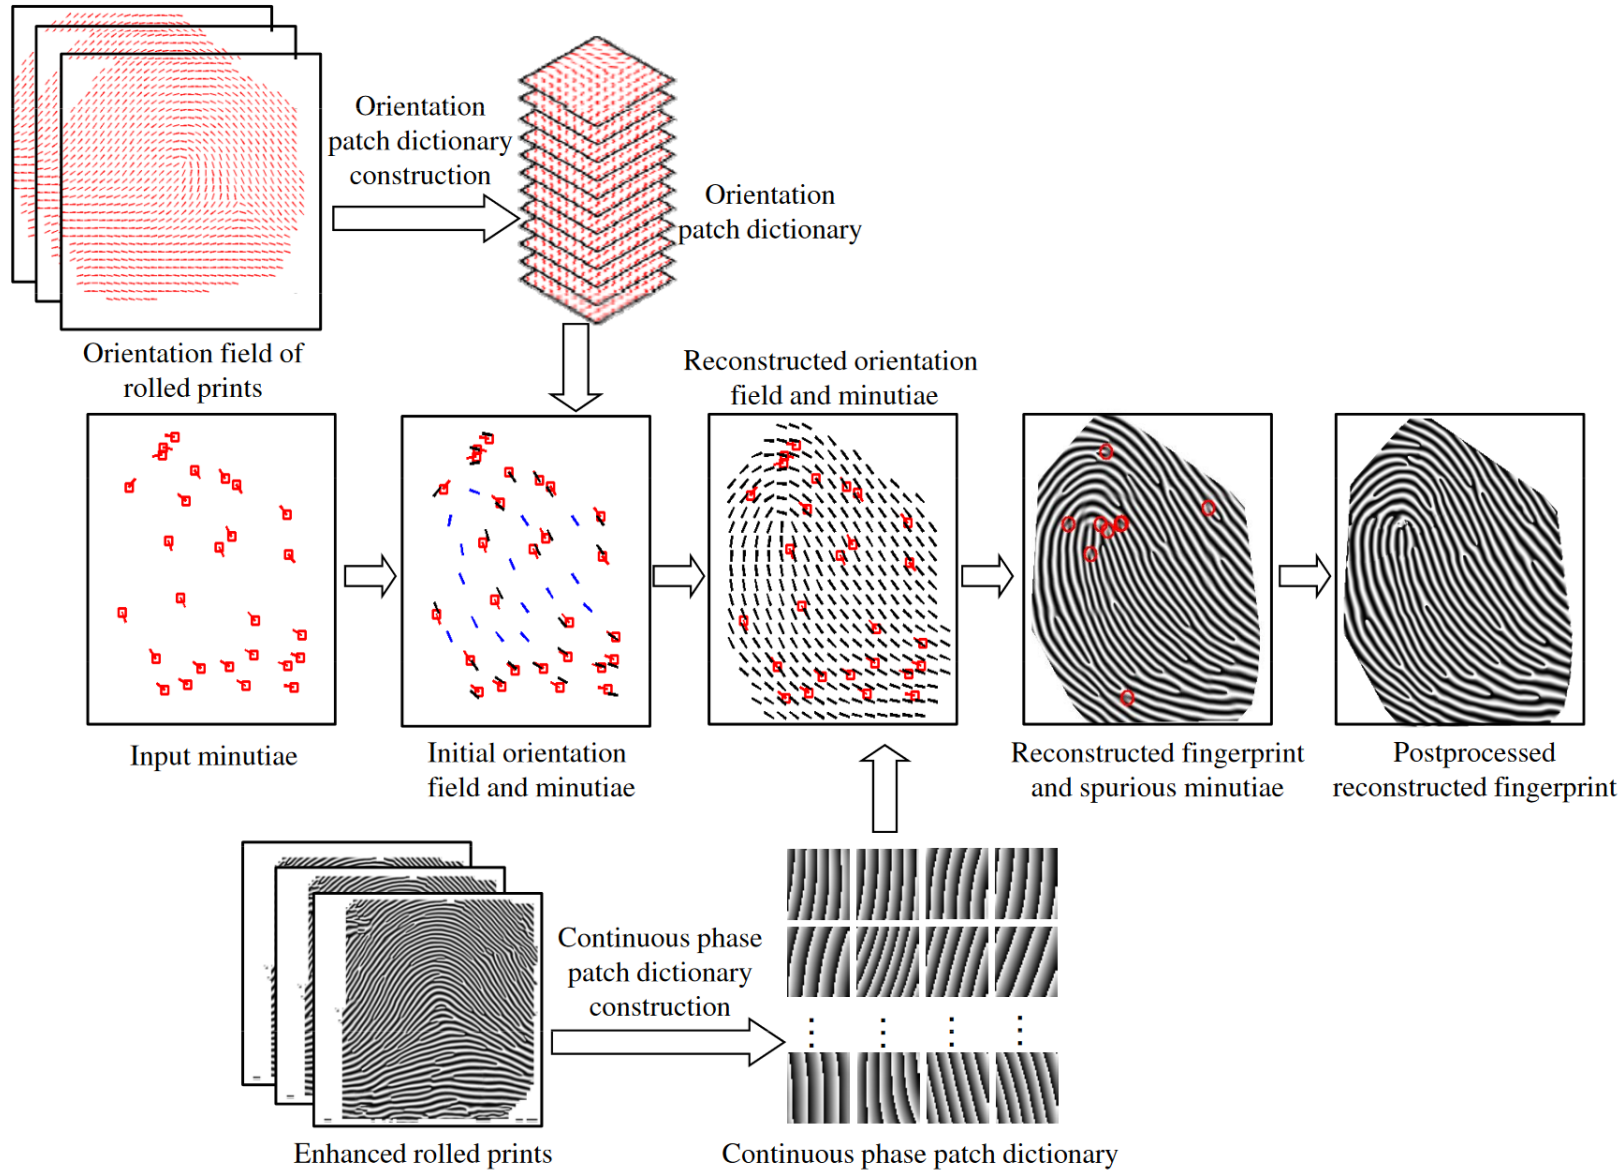 Orientation
patch dictionary
construction
Orientation
patch dictionary
Orientation field of
rolled prints
Reconstructed orientation
field and minutiae
Input minutiae
Initial orientation
field and minutiae
Reconstructed fingerprint
and spurious minutiae
Postprocessed
reconstructed fingerprint
Continuous phase
patch dictionary
construction
Enhanced rolled prints
Continuous phase patch dictionary